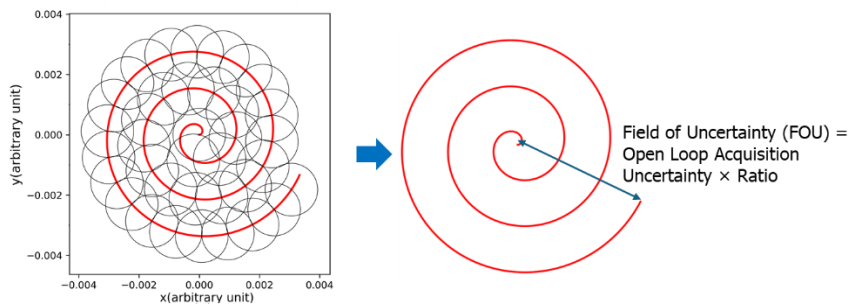 0.004
0.002
0.000
−0.002
−0.004
y(arbitrary unit)
−0.004
−0.002
0.000
0.002
0.004
x(arbitrary unit)
Field of Uncertainty (FOU) =
Open Loop Acquisition
Uncertainty × Ratio